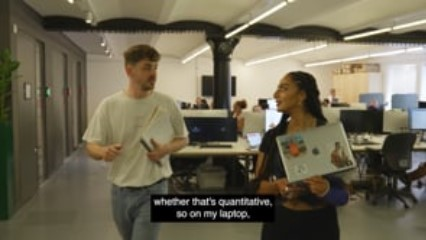 whether that's quantitative,
so on my laptop,